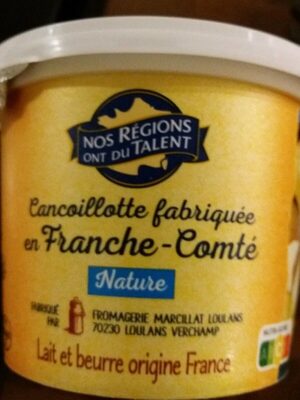 NOS RÉGIONS
ONT DU TALENT
Cancoillotte fabriquée
en Franche-Comté
Nature
FABRIQUÉ
PAR
FROMAGERIE MARCILLAT LOULANS
70230 LOULANS VERCHAMP
Lait et beurre origine France